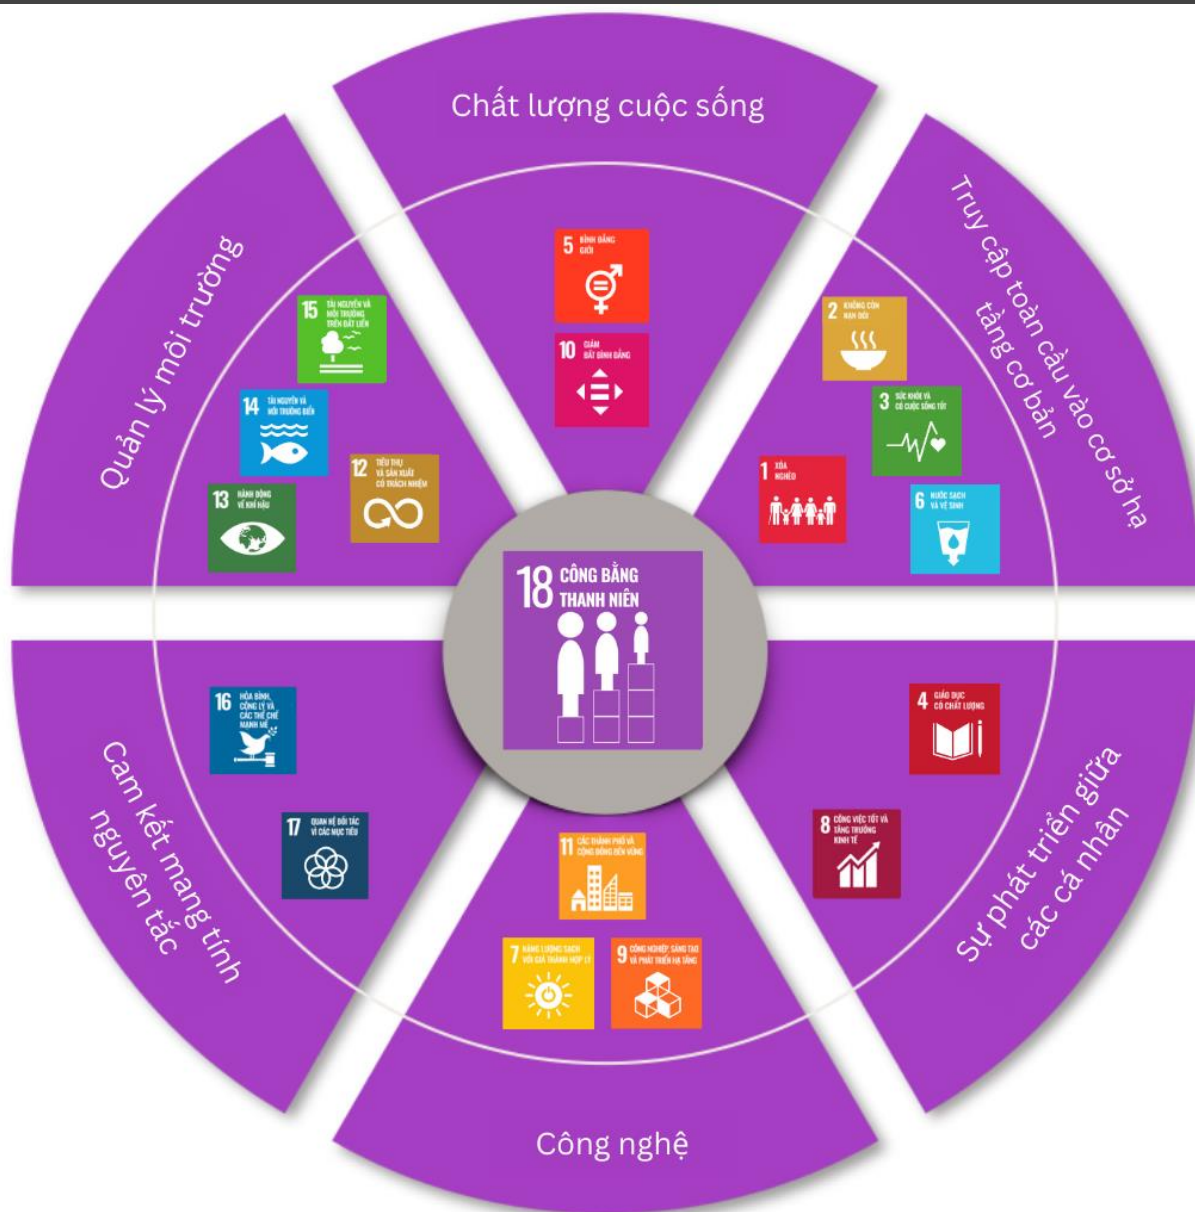 Chất lượng cuộc sống
5 BÌNH ĐẲNG
GIỚI
10 GIẢM
BẤT BÌNH ĐẲNG
Truy cập toàn cầu vào cơ sở hạ
tầng cơ bản
2 KHÔNG CÒN
NẠN ĐÓI
3 SỨC KHỎE VÀ
CÓ CUỘC SỐNG TỐT
1 XÓA
NGHÈO
6 NƯỚC SẠCH
VÀ VỆ SINH
Sự phát triển giữa
các cá nhân
4 GIÁO DỤC
CÓ CHẤT LƯỢNG
8 CÔNG VIỆC TỐT VÀ
TĂNG TRƯỞNG
KINH TẾ
Công nghệ
11 CÁC THÀNH PHỐ VÀ
CỘNG ĐỒNG BỀN VỮNG
7 NĂNG LƯỢNG SẠCH
VỚI GIÁ THÀNH HỢP LÝ
9 CÔNG NGHIỆP, SÁNG TẠO
VÀ PHÁT TRIỂN HẠ TẦNG
Cam kết mang tính
nguyên tắc
16 HÒA BÌNH,
CÔNG LÝ VÀ
CÁC THỂ CHẾ
MẠNH MẼ
17 QUAN HỆ ĐỐI TÁC
VÌ CÁC MỤC TIÊU
Quản lý môi trường
15 TÀI NGUYÊN VÀ
MÔI TRƯỜNG
TRÊN ĐẤT LIỀN
14 TÀI NGUYÊN VÀ
MÔI TRƯỜNG BIỂN
12 TIÊU THỤ
VÀ SẢN XUẤT
CÓ TRÁCH NHIỆM
13 HÀNH ĐỘNG
VỀ KHÍ HẬU
18 CÔNG BẰNG
THANH NIÊN